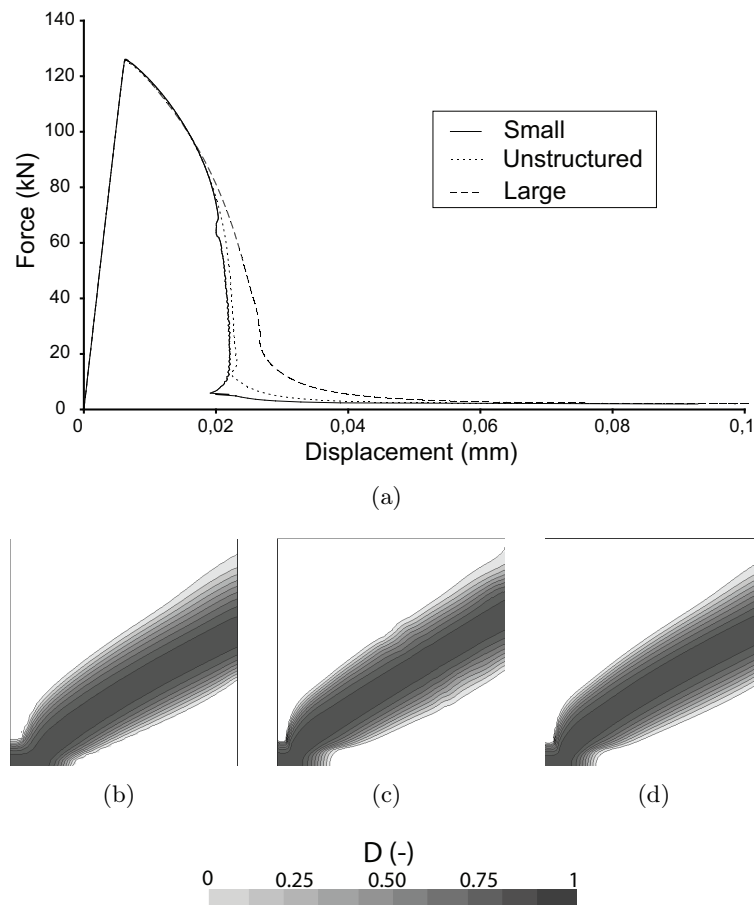 140
120
100
80
60
40
20
0
Force (kN)
Small
Unstructured
Large
0 0,02 0,04 0,06 0,08 0,1
Displacement (mm)
(a)
(b) (c) (d)
D (-)
0 0.25 0.50 0.75 1